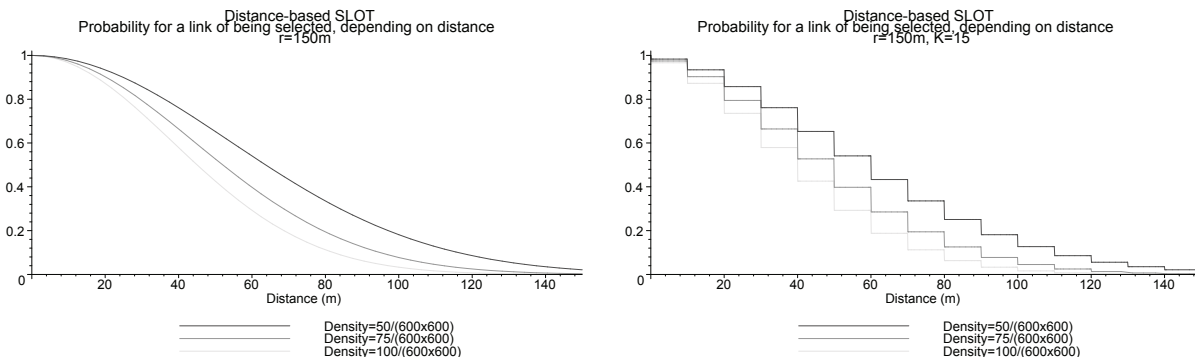 Distance-based SLOT
Probability for a link of being selected, depending on distance
r=150m
1
0.8
0.6
0.4
0.2
0
0 20 40 60 80 100 120 140
Distance (m)
Density=50/(600x600)
Density=75/(600x600)
Density=100/(600x600)
Distance-based SLOT
Probability for a link of being selected, depending on distance
r=150m, K=15
1
0.8
0.6
0.4
0.2
0
0 20 40 60 80 100 120 140
Distance (m)
Density=50/(600x600)
Density=75/(600x600)
Density=100/(600x600)